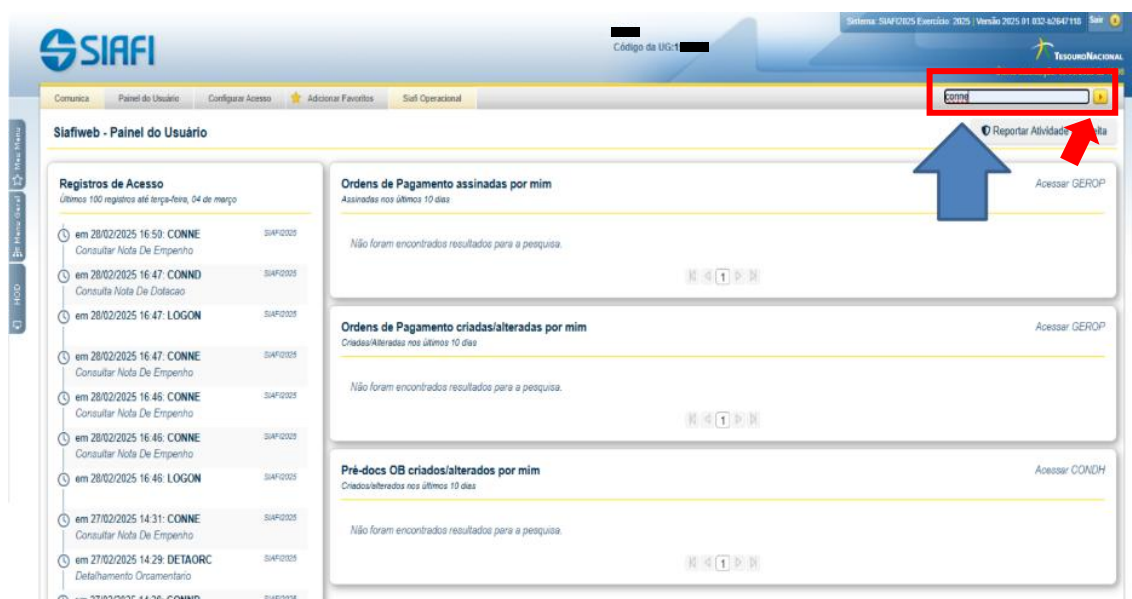 Sistema: SIAFI2025 Exercício: 2025 | Versão 2025.01.032-b2647118 Sair
SIAFI
Código da UG:1
TESOURO NACIONAL
Comunica Painel do Usuário Configurar Acesso Adicionar Favoritos Siafi Operacional
conne
Siafiweb - Painel do Usuário
Reportar Atividade
Meu Menu
Menu Geral
HOD
Registros de Acesso
Últimos 100 registros até terça-feira, 04 de março
em 28/02/2025 16:50: CONNE SIAFI2025
Consultar Nota De Empenho
em 28/02/2025 16:47: CONND SIAFI2025
Consulta Nota De Dotacao
em 28/02/2025 16:47: LOGON SIAFI2025
em 28/02/2025 16:47: CONNE SIAFI2025
Consultar Nota De Empenho
em 28/02/2025 16:46: CONNE SIAFI2025
Consultar Nota De Empenho
em 28/02/2025 16:46: CONNE SIAFI2025
Consultar Nota De Empenho
em 28/02/2025 16:46: LOGON SIAFI2025
em 27/02/2025 14:31: CONNE SIAFI2025
Consultar Nota De Empenho
em 27/02/2025 14:29: DETAORC SIAFI2025
Detalhamento Orcamentario
Ordens de Pagamento assinadas por mim Acessar GEROP
Assinadas nos últimos 10 dias
Não foram encontrados resultados para a pesquisa.
1
Ordens de Pagamento criadas/alteradas por mim Acessar GEROP
Criadas/Alteradas nos últimos 10 dias
Não foram encontrados resultados para a pesquisa.
1
Pré-docs OB criados/alterados por mim Acessar CONDH
Criados/alterados nos últimos 10 dias
Não foram encontrados resultados para a pesquisa.
1